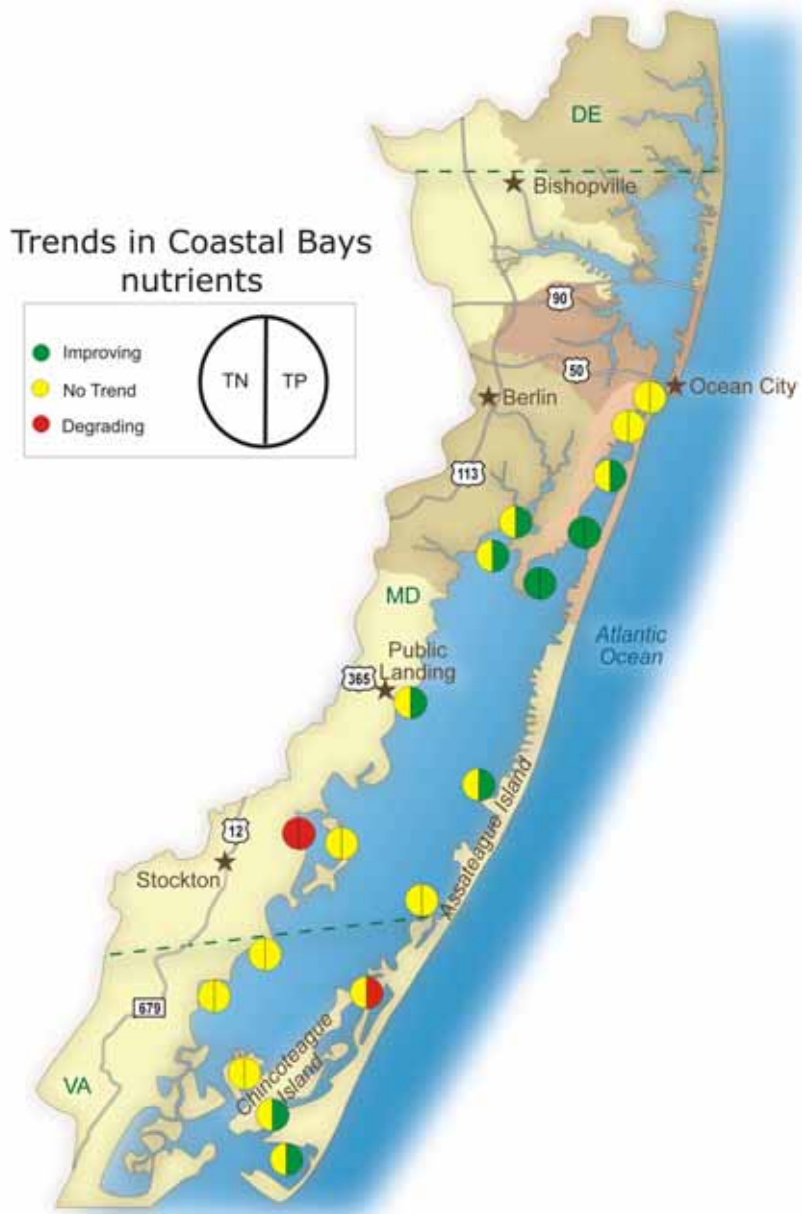 DE
Bishopville
Trends in Coastal Bays
nutrients
Improving
No Trend
Degrading
TN
TP
90
50
Ocean City
Berlin
113
MD
Atlantic
Ocean
Public
Landing
365
Assateague Island
12
Stockton
679
Chincoteague
Island
VA